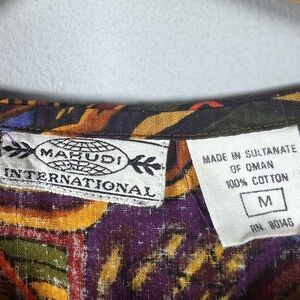 MAHUDI
INTERNATIONAL
MADE IN SULTANATE
OF OMAN
100% COTTON
M
RN. 80146